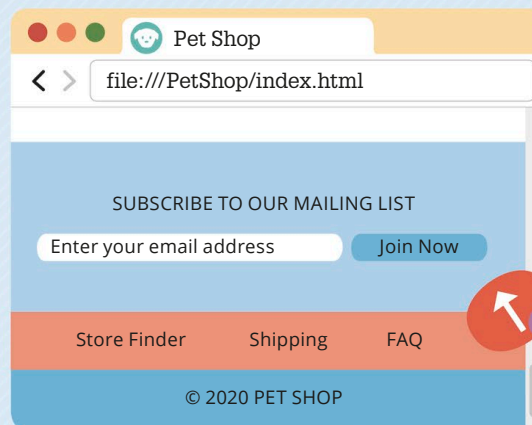 Pet Shop
file:///PetShop/index.html
SUBSCRIBE TO OUR MAILING LIST
Enter your email address Join Now
Store Finder Shipping FAQ
© 2020 PET SHOP